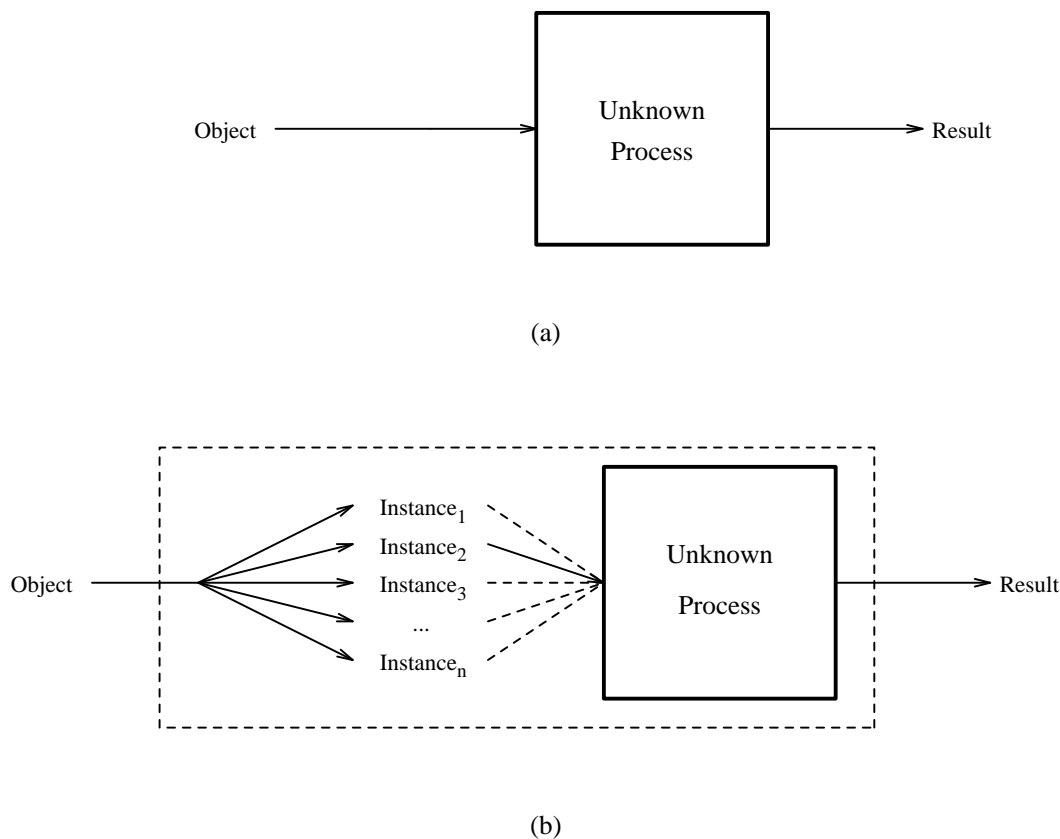 Object
Unknown
Process
Result
(a)
Object
Instance1
Instance2
Instance3
...
Instancen
Unknown
Process
Result
(b)